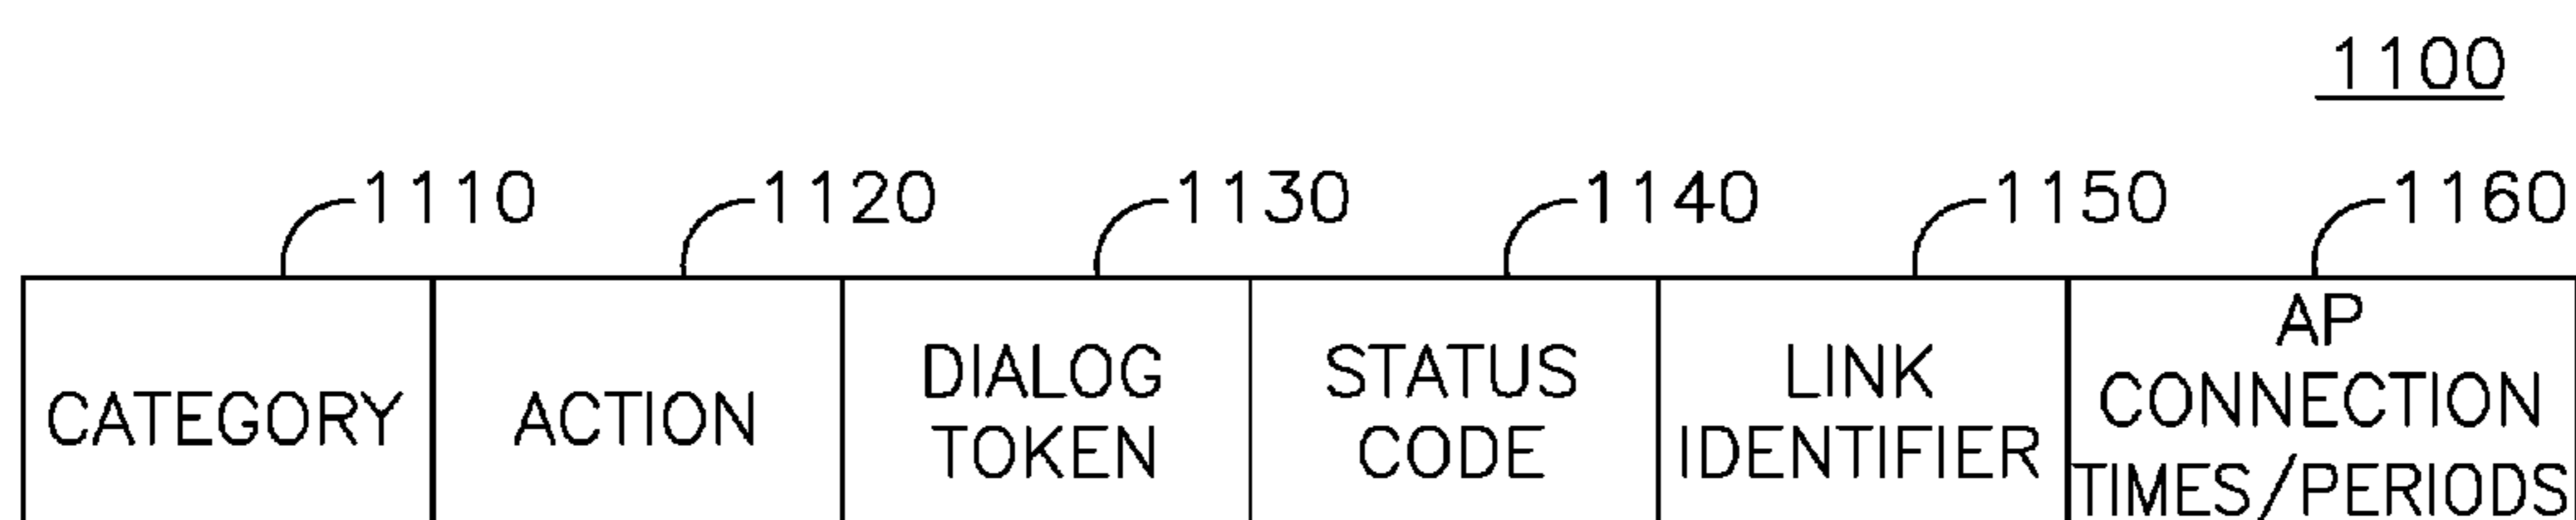 1100
1110 1120 1130 1140 1150 1160
CATEGORY
ACTION
DIALOG
TOKEN
STATUS
CODE
LINK
IDENTIFIER
AP
CONNECTION
TIMES/PERIODS